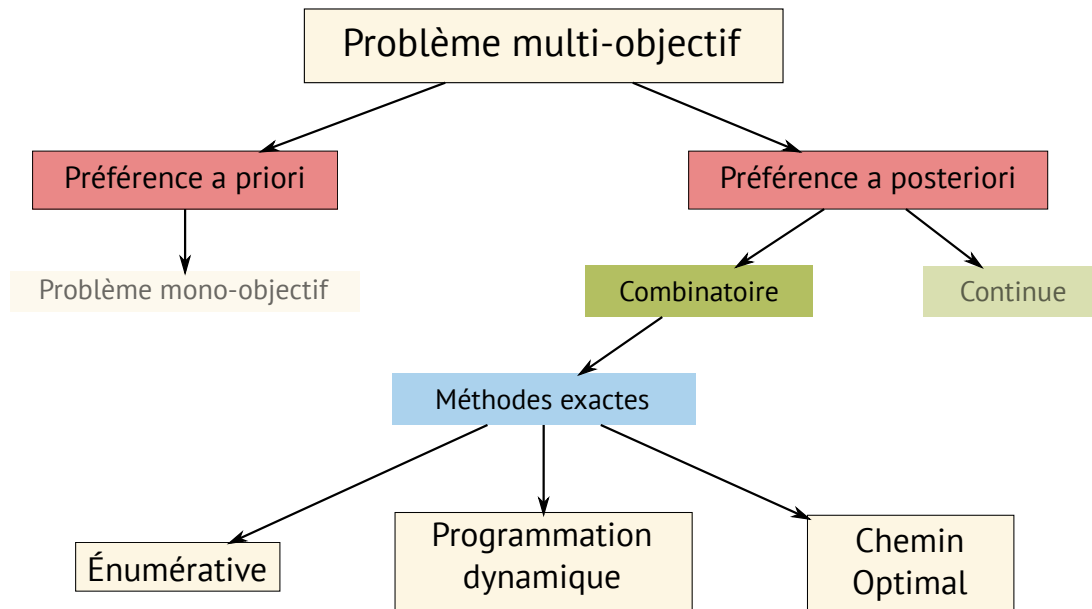 Problème multi-objectif
Préférence a priori
Préférence a posteriori
Problème mono-objectif
Combinatoire
Continue
Méthodes exactes
Énumérative
Programmation
dynamique
Chemin
Optimal